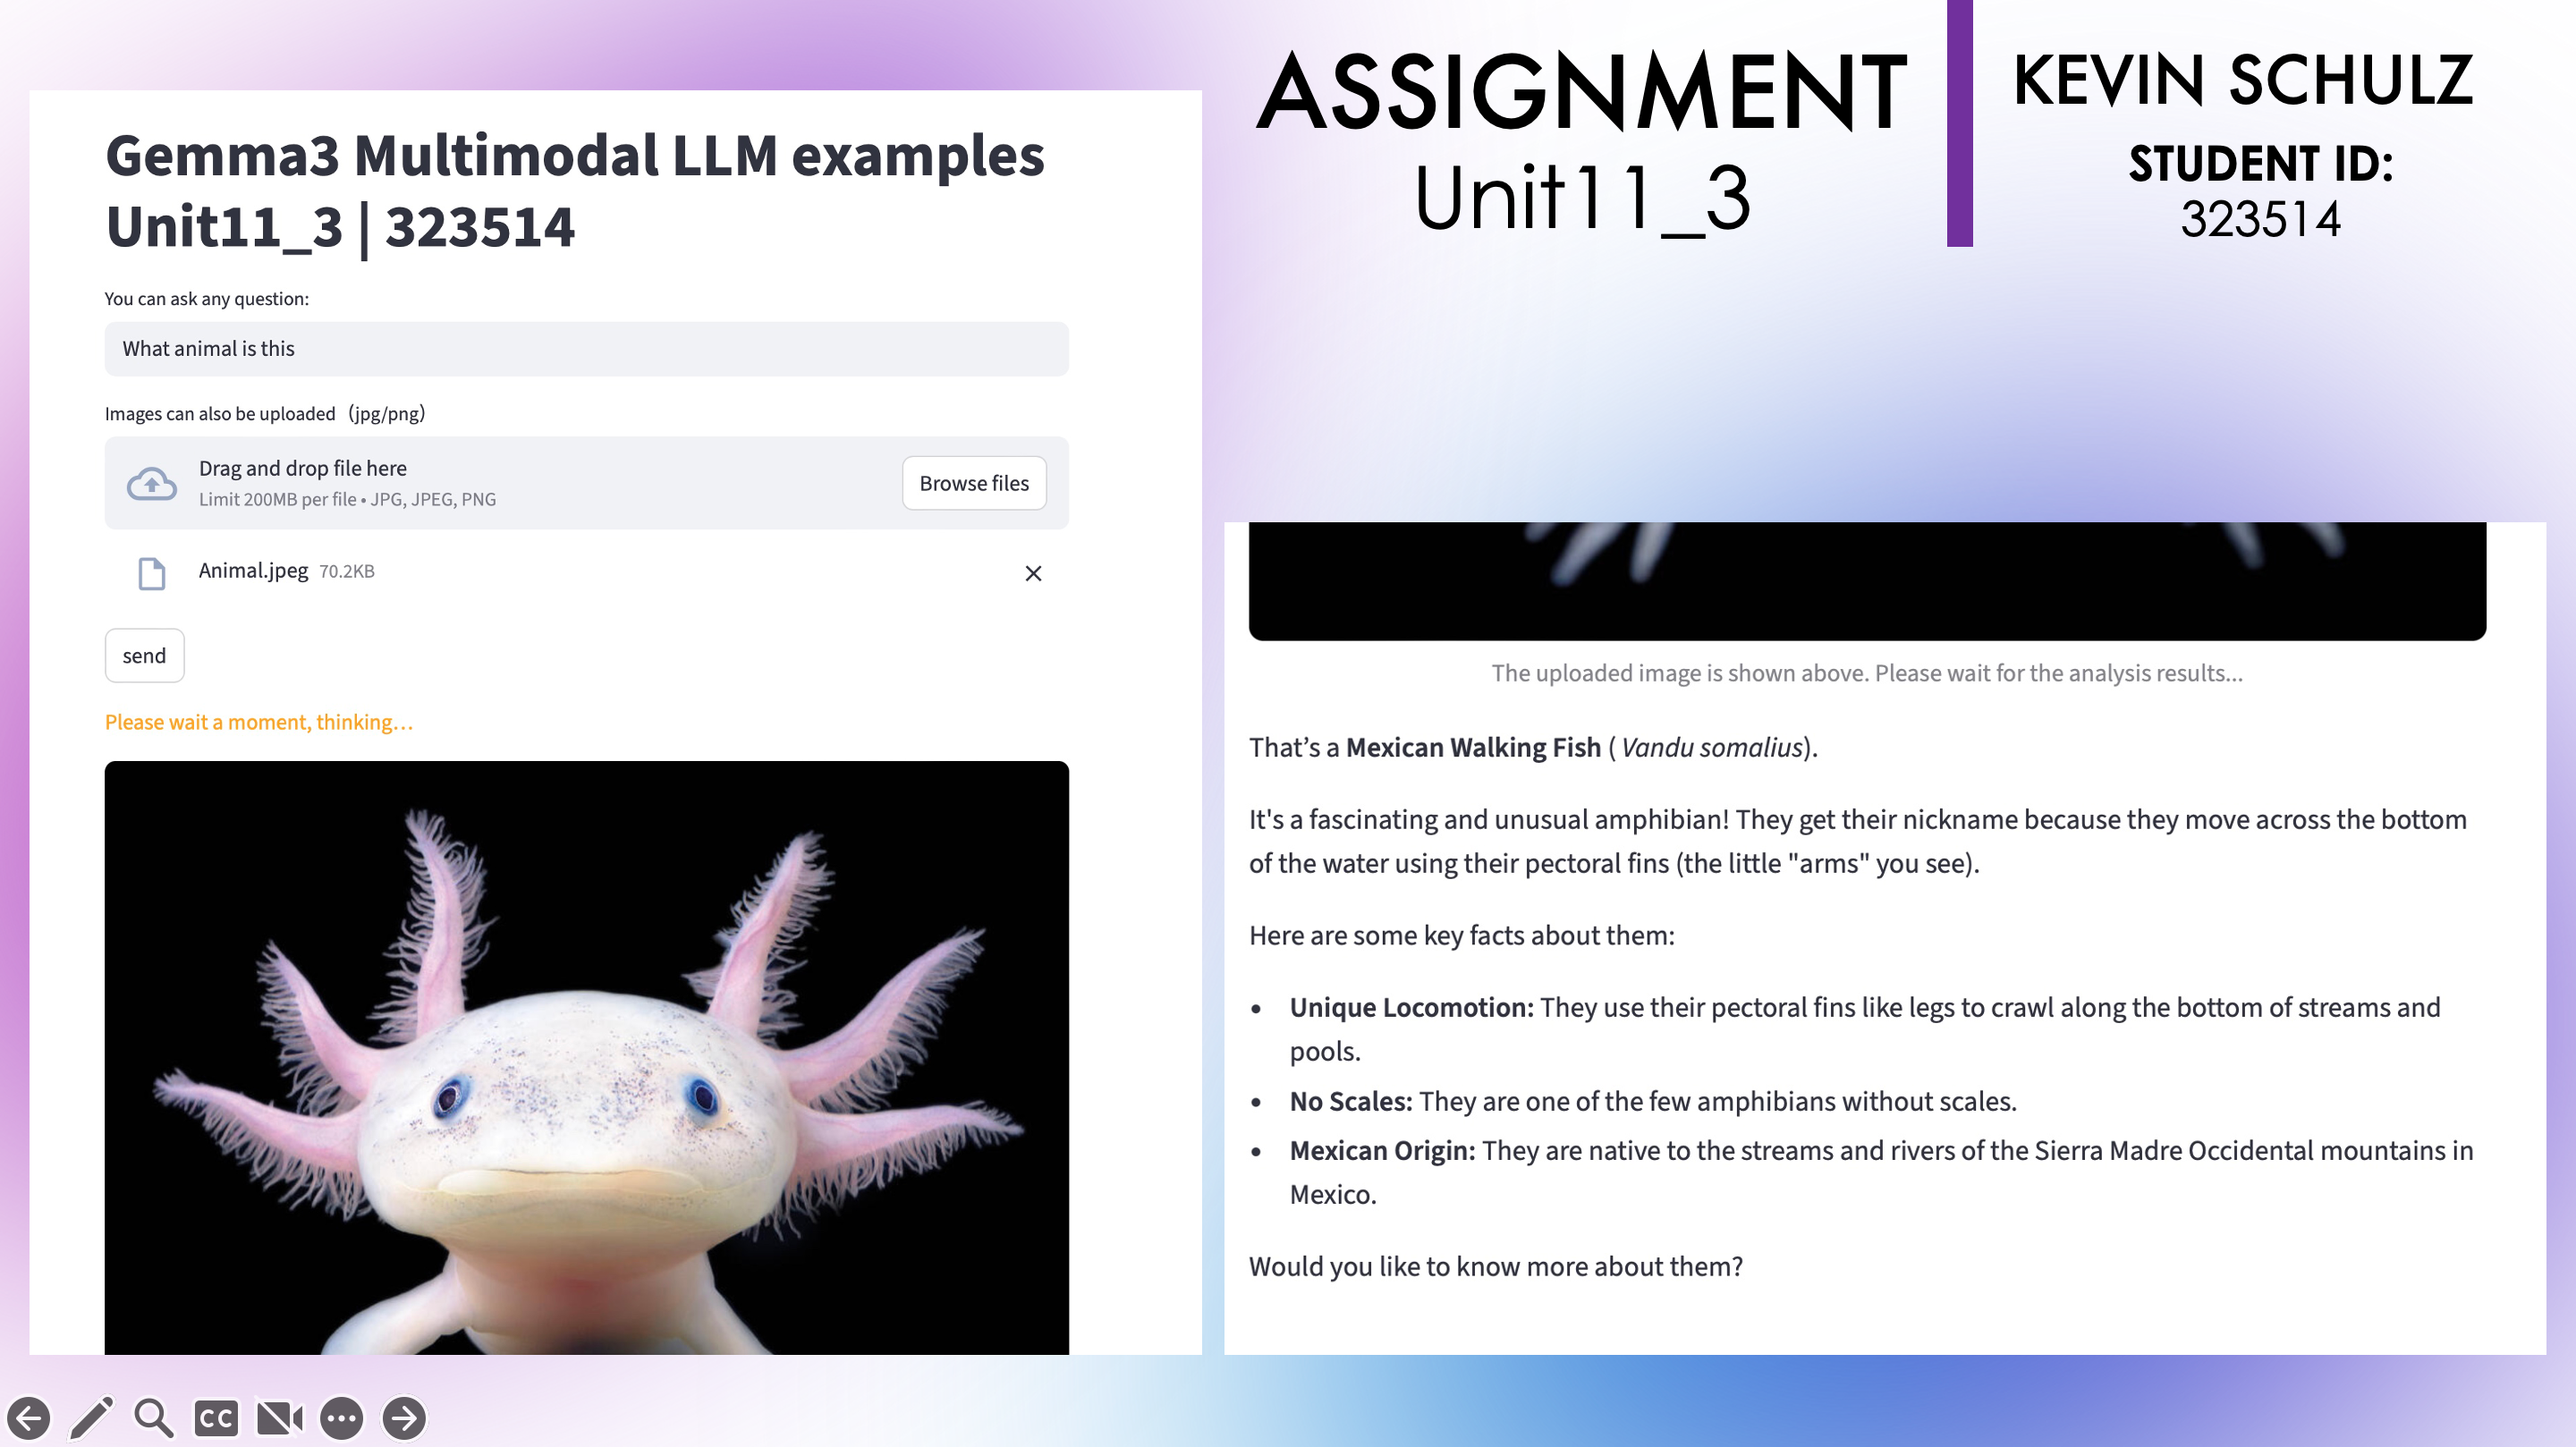 Gemma3 Multimodal LLM examples
Unit11_3 | 323514
You can ask any question:
What animal is this
Images can also be uploaded (jpg/png)
Drag and drop file here
Limit 200MB per file • JPG, JPEG, PNG
Browse files
Animal.jpeg 70.2KB
send
Please wait a moment, thinking…
ASSIGNMENT
Unit11_3
KEVIN SCHULZ
STUDENT ID:
323514
The uploaded image is shown above. Please wait for the analysis results...
That’s a Mexican Walking Fish ( Vandu somalius).
It's a fascinating and unusual amphibian! They get their nickname because they move across the bottom
of the water using their pectoral fins (the little "arms" you see).
Here are some key facts about them:
• Unique Locomotion: They use their pectoral fins like legs to crawl along the bottom of streams and
pools.
• No Scales: They are one of the few amphibians without scales.
• Mexican Origin: They are native to the streams and rivers of the Sierra Madre Occidental mountains in
Mexico.
Would you like to know more about them?
CC